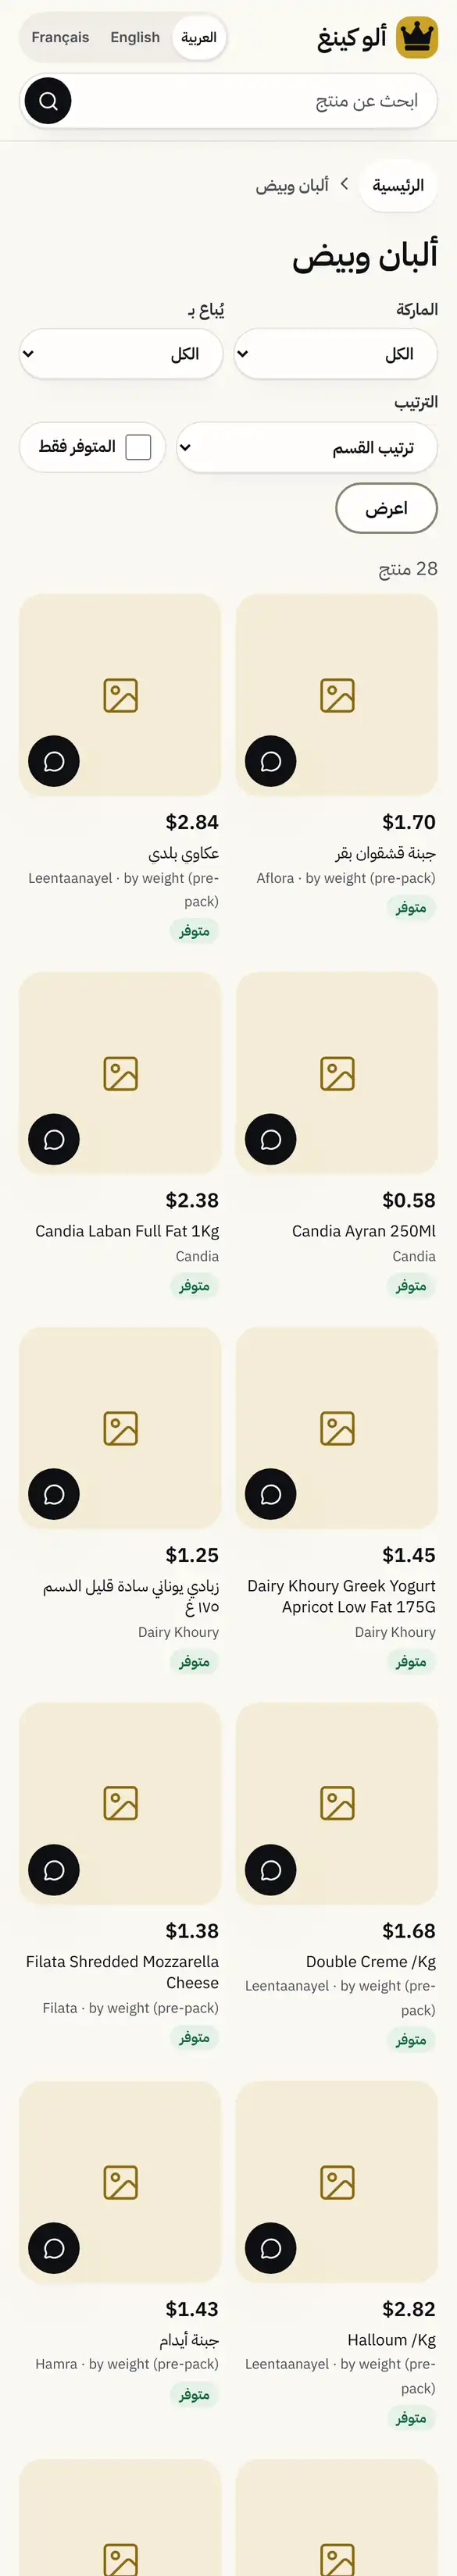 ألو كينغ
العربية
English
Français
ابحث عن منتج
الرئيسية
ألبان وبيض
ألبان وبيض
الماركة
يُباع بـ
الكل
الكل
الترتيب
ترتيب القسم
المتوفر فقط
اعرض
28 منتج
$1.70
جبنة قشقوان بقر
Aflora · by weight (pre-pack)
متوفر
$2.84
عكاوي بلدي
Leentaanayel · by weight (pre-
pack)
متوفر
$0.58
Candia Ayran 250Ml
Candia
متوفر
$2.38
Candia Laban Full Fat 1Kg
Candia
متوفر
$1.45
Dairy Khoury Greek Yogurt
Apricot Low Fat 175G
Dairy Khoury
متوفر
$1.25
زبادي يوناني سادة قليل الدسم
١٧٥ غ
Dairy Khoury
متوفر
$1.68
Double Creme /Kg
Leentaanayel · by weight (pre-
pack)
متوفر
$1.38
Filata Shredded Mozzarella
Cheese
Filata · by weight (pre-pack)
متوفر
$2.82
Halloum /Kg
Leentaanayel · by weight (pre-
pack)
متوفر
$1.43
جبنة أيدام
Hamra · by weight (pre-pack)
متوفر